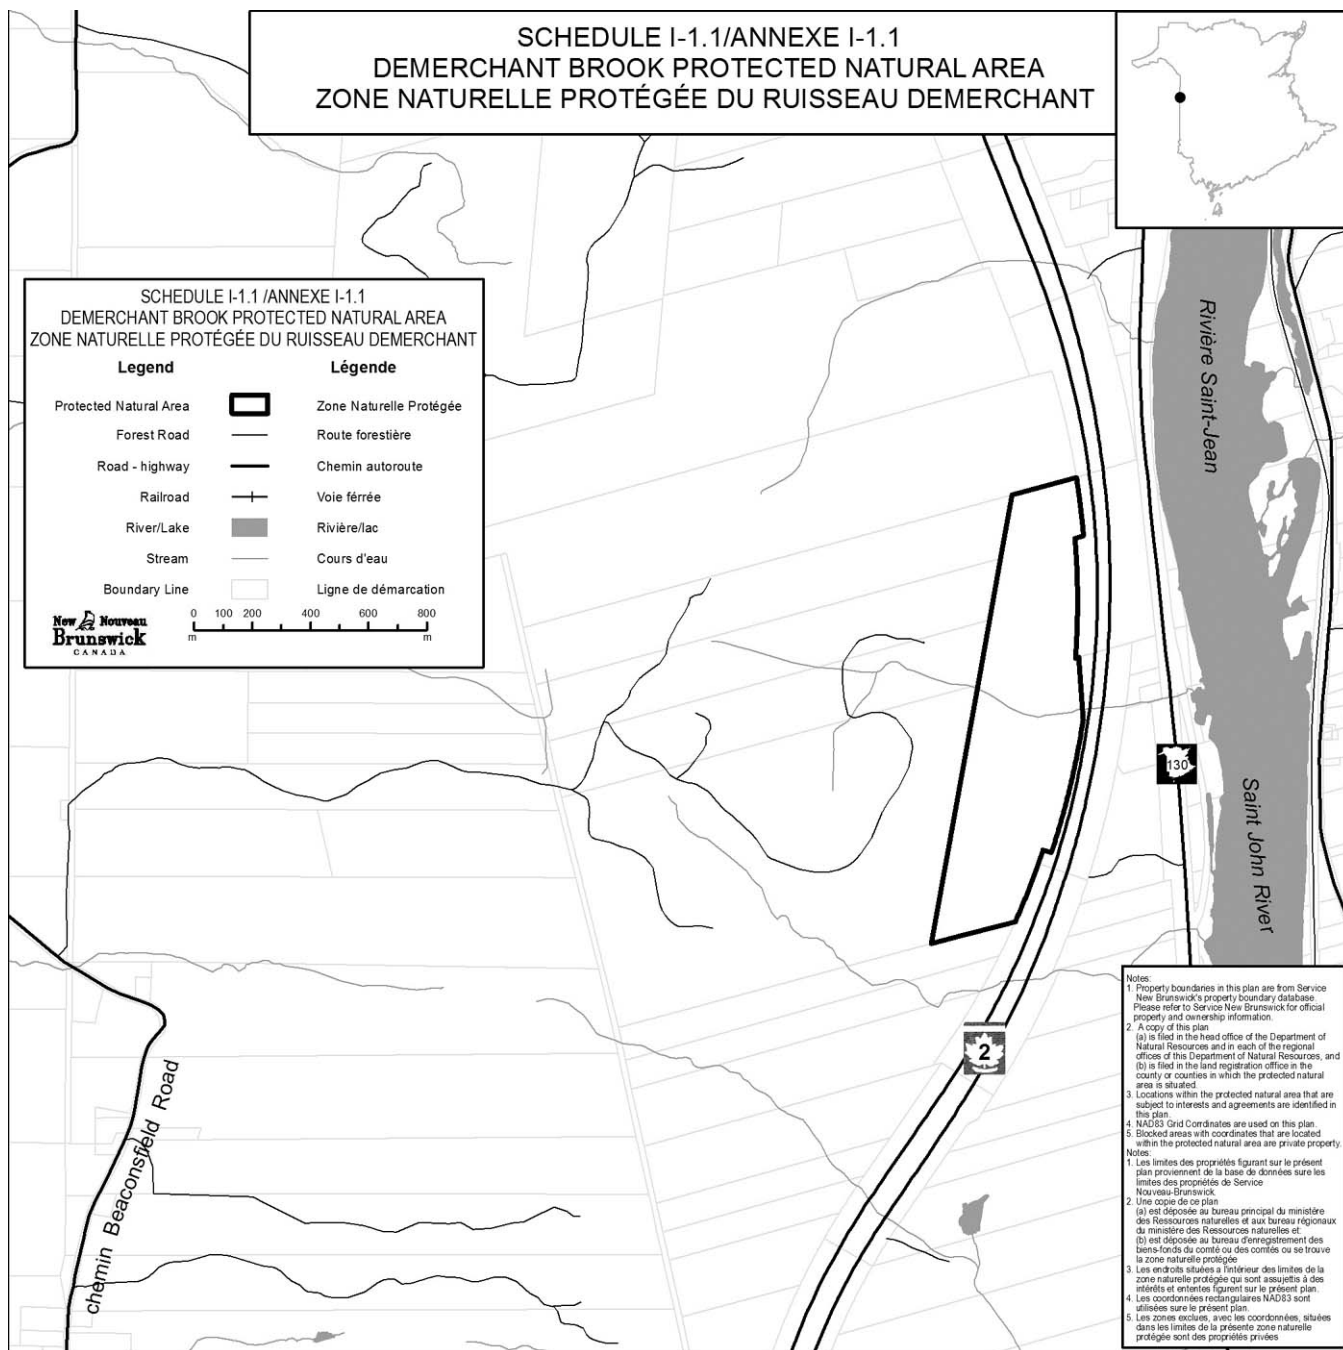 SCHEDULE I-1.1/ANNEXE I-1.1
DEMERCHANT BROOK PROTECTED NATURAL AREA
ZONE NATURELLE PROTÉGÉE DU RUISSEAU DEMERCHANT
SCHEDULE I-1.1 /ANNEXE I-1.1
DEMERCHANT BROOK PROTECTED NATURAL AREA
ZONE NATURELLE PROTÉGÉE DU RUISSEAU DEMERCHANT
Legend Légende
Protected Natural Area Zone Naturelle Protégée
Forest Road Route forestière
Road - highway Chemin autoroute
Railroad Voie férrée
River/Lake Rivière/lac
Stream Cours d'eau
Boundary Line Ligne de démarcation
New Nouveau
Brunswick
CANADA
0 100 200 400 600 800
m m
Rivière Saint-Jean
130
Saint John River
2
chemin Beaconsfield Road
Notes:
1. Property boundaries in this plan are from Service
New Brunswick's property boundary database.
Please refer to Service New Brunswick for official
property and ownership information.
2. A copy of this plan
(a) is filed in the head office of the Department of
Natural Resources and in each of the regional
offices of this Department of Natural Resources, and
(b) is filed in the land registration office in the
county or counties in which the protected natural
area is situated.
3. Locations within the protected natural area that are
subject to interests and agreements are identified in
this plan.
4. NAD83 Grid Corrdinates are used on this plan.
5. Blocked areas with coordinates that are located
within the protected natural area are private property.
Notes:
1. Les limites des propriétés figurant sur le présent
plan proviennent de la base de données sure les
limites des propriétés de Service
Nouveau-Brunswick.
2. Une copie de ce plan
(a) est déposée au bureau principal du ministère
des Ressources naturelles et aux bureau régionaux
du ministère des Ressources naturelles et:
(b) est déposée au bureau d'enregistrement des
biens-fonds du comté ou des comtés ou se trouve
la zone naturelle protégée
3. Les endroits situées a l'intérieur des limites de la
zone naturelle protégée qui sont assujettis à des
intérêts et ententes figurent sur le présent plan.
4. Les coordonnées rectangulaires NAD83 sont
utilisées sure le présent plan.
5. Les zones exclues, avec les coordonnées, situées
dans les limites de la présente zone naturelle
protégée sont des propriétés privées